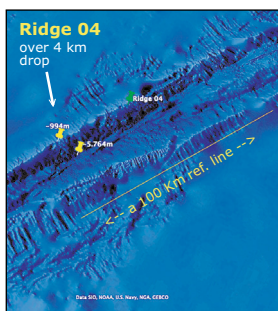 Ridge 04
over 4 km
drop
Ridge 04
-994m
-5.764m
<-- a 100 Km ref. line -->
Data SIO, NOAA, U.S. Navy, NGA, GEBCO